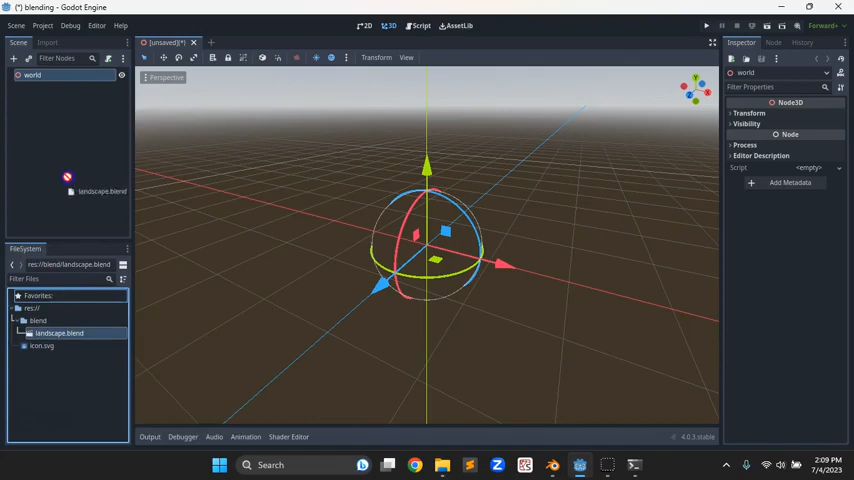 (*) blending - Godot Engine
Scene Project Debug Editor Help
2D 3D Script AssetLib
Forward+
Scene Import
[unsaved](*)
Inspector Node History
Filter Nodes
Transform View
world
Perspective
Y
X
Z
world
Filter Properties
Node3D
Transform
Visibility
Node
Process
Editor Description
Script <empty>
Add Metadata
landscape.blend
FileSystem
res://blend/landscape.blend
Filter Files
Favorites:
res://
blend
landscape.blend
icon.svg
Output Debugger Audio Animation Shader Editor
4.0.3.stable
Search
2:09 PM
7/4/2023